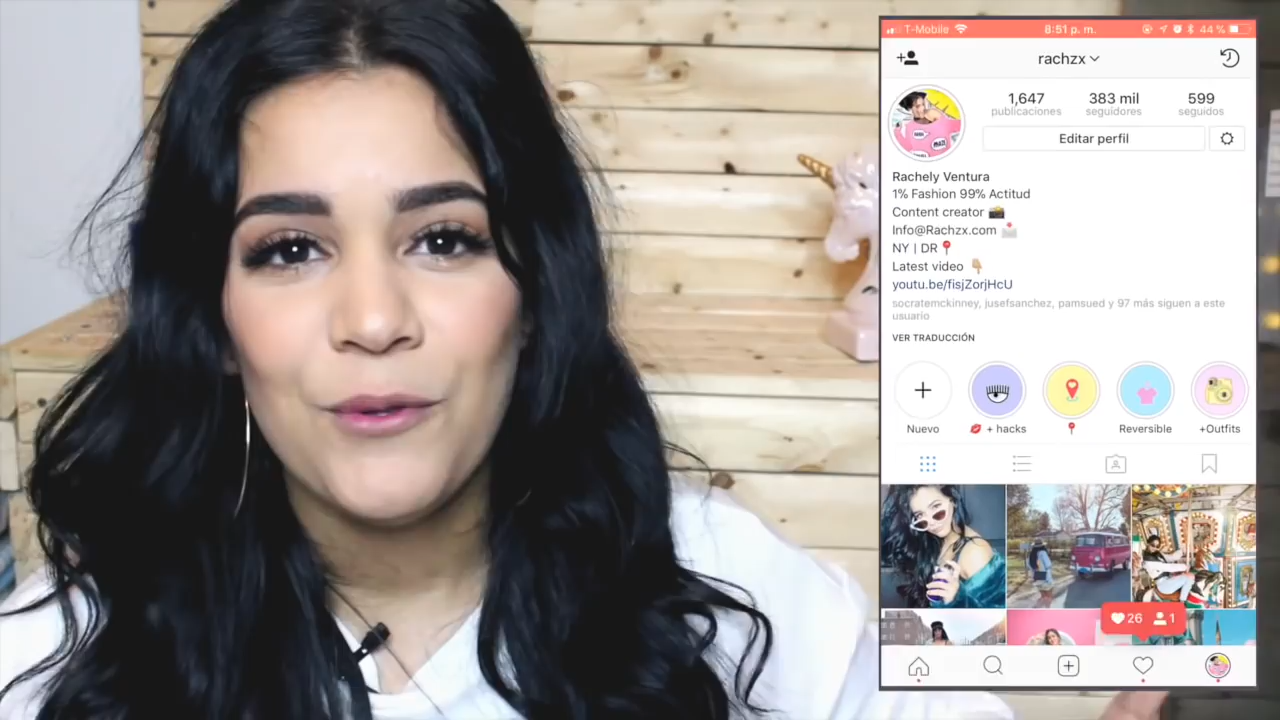 T-Mobile 8:51 p. m. 44 %
rachzx
1,647 383 mil 599
publicaciones seguidores seguidos
Editar perfil
Rachely Ventura
1% Fashion 99% Actitud
Content creator 📸
Info@Rachzx.com 📩
NY | DR📍
Latest video 👇🏼
youtu.be/fisjZorjHcU
socratemckinney, jusefsanchez, pamsued y 97 más siguen a este
usuario
VER TRADUCCIÓN
Nuevo 💋 + hacks 📍 Reversible +Outfits
26 1